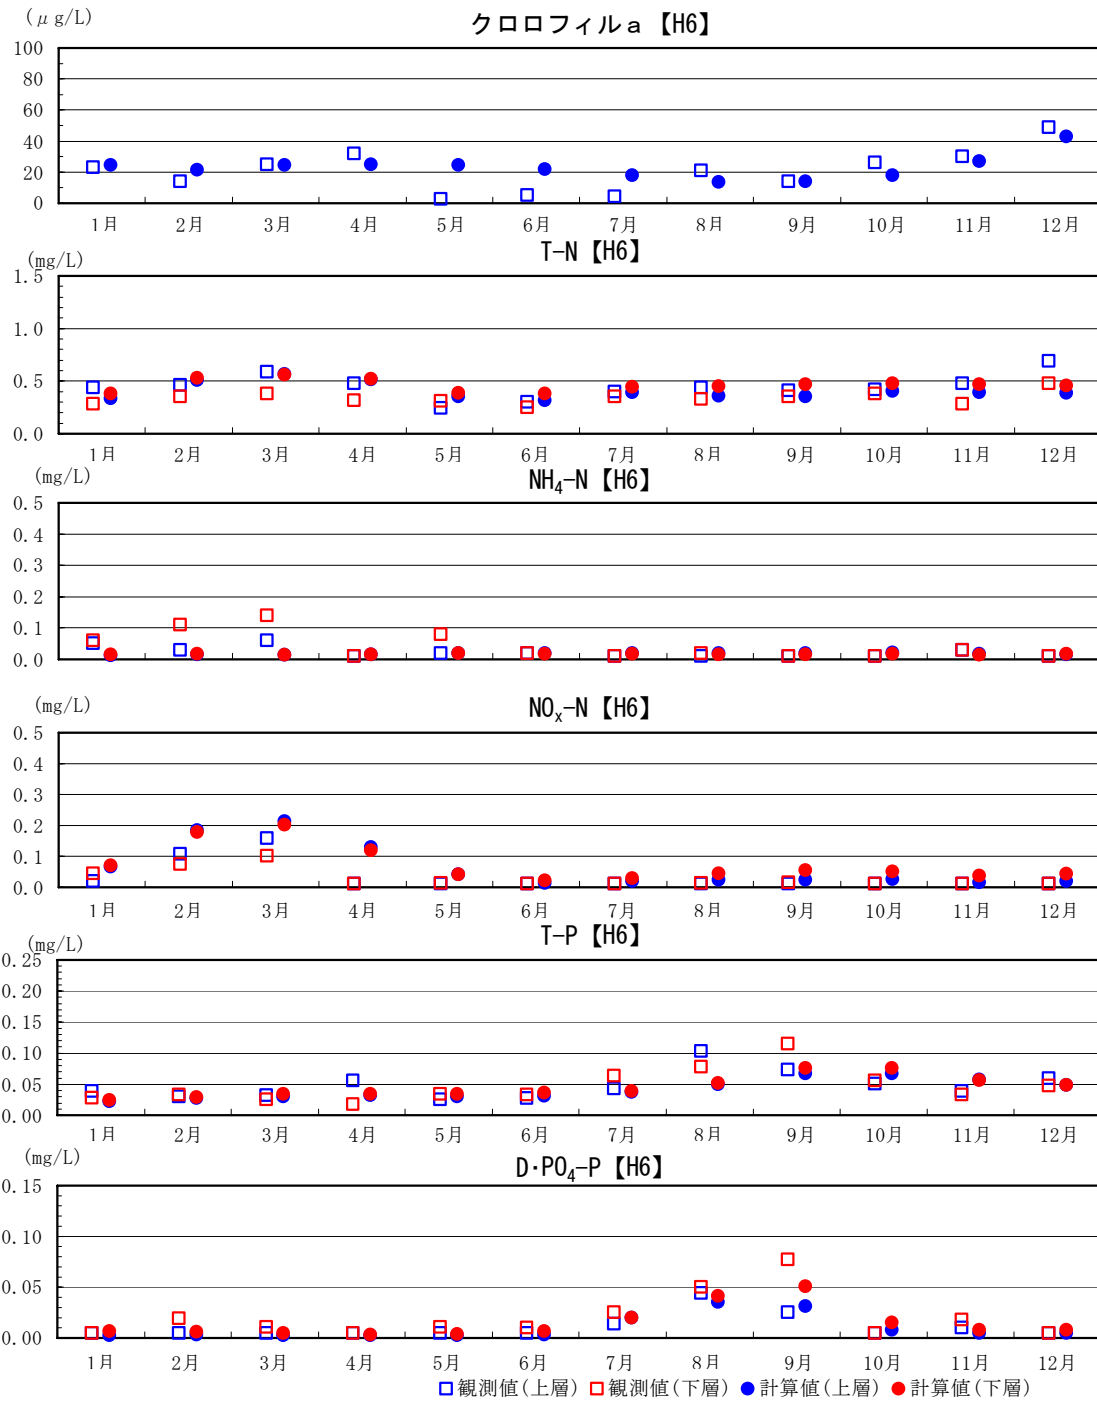 (μg/L)
クロロフィルa【H6】
100
80
60
40
20
0
1月 2月 3月 4月 5月 6月 7月 8月 9月 10月 11月 12月
(mg/L)
T-N【H6】
1.5
1.0
0.5
0.0
1月 2月 3月 4月 5月 6月 7月 8月 9月 10月 11月 12月
(mg/L)
NH₄-N【H6】
0.5
0.4
0.3
0.2
0.1
0.0
1月 2月 3月 4月 5月 6月 7月 8月 9月 10月 11月 12月
(mg/L)
NOₓ-N【H6】
0.5
0.4
0.3
0.2
0.1
0.0
1月 2月 3月 4月 5月 6月 7月 8月 9月 10月 11月 12月
(mg/L)
T-P【H6】
0.25
0.20
0.15
0.10
0.05
0.00
1月 2月 3月 4月 5月 6月 7月 8月 9月 10月 11月 12月
(mg/L)
D・PO₄-P【H6】
0.15
0.10
0.05
0.00
1月 2月 3月 4月 5月 6月 7月 8月 9月 10月 11月 12月
観測値(上層) 観測値(下層) 計算値(上層) 計算値(下層)